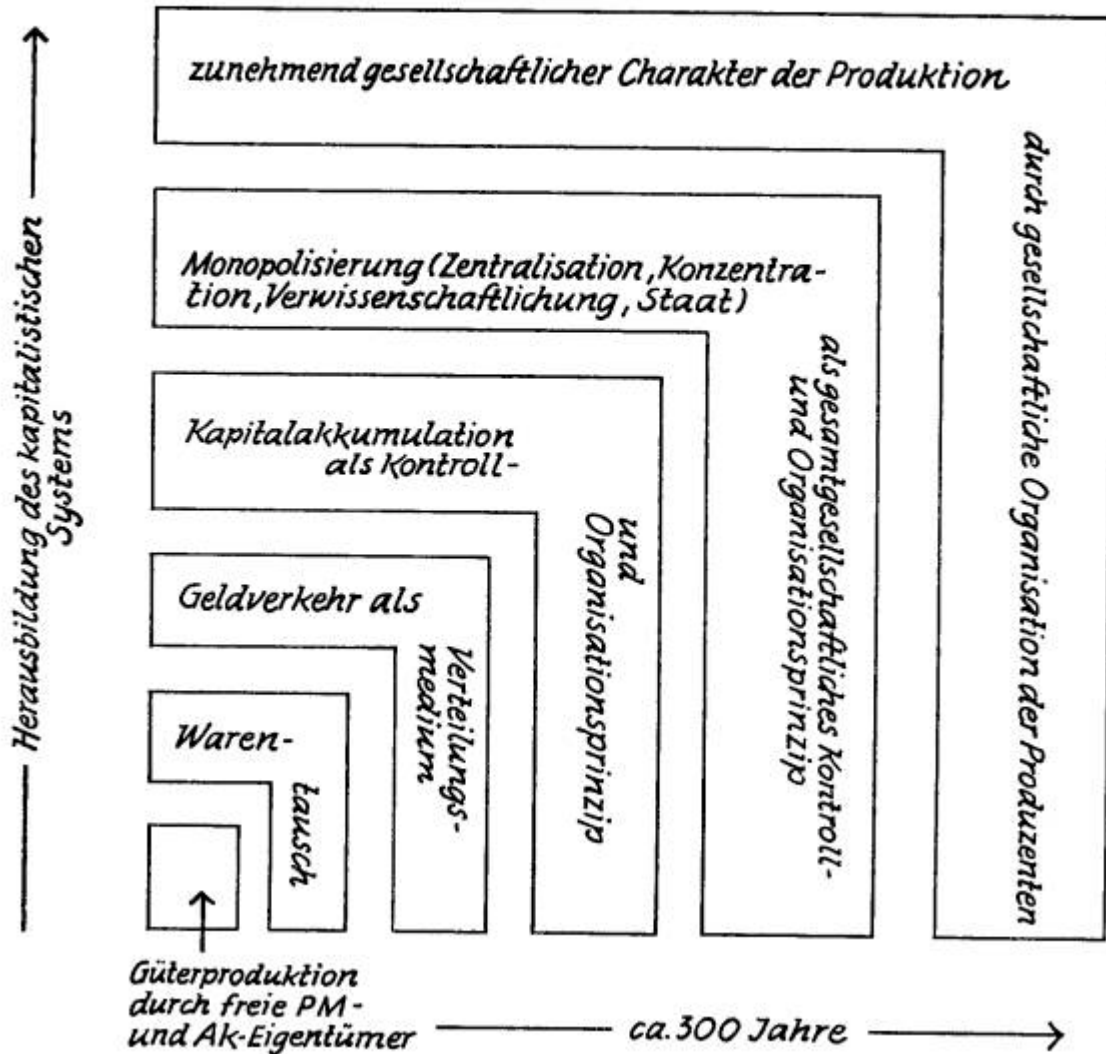 Herausbildung des kapitalistischen
Systems
zunehmend gesellschaftlicher Charakter der Produktion
durch gesellschaftliche Organisation der Produzenten
Monopolisierung (Zentralisation, Konzentra-
tion, Verwissenschaftlichung, Staat)
als gesamtgesellschaftliches Kontroll-
und Organisationsprinzip
Kapitalakkumulation
als Kontroll-
und
Organisationsprinzip
Geldverkehr als
Verteilungs-
medium
Waren-
tausch
Güterproduktion
durch freie PM-
und Ak-Eigentümer
ca. 300 Jahre